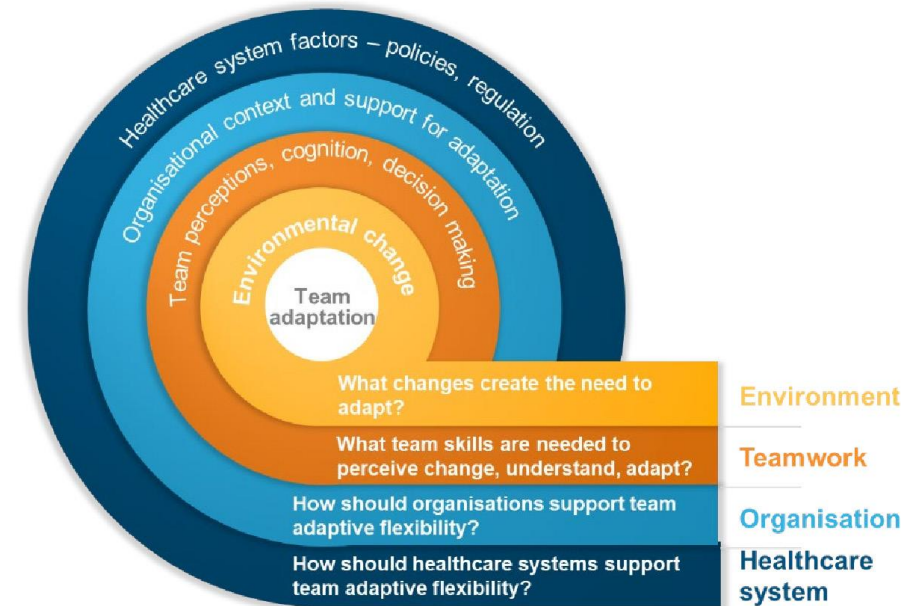 Healthcare system factors – policies, regulation
Organisational context and support for adaptation
Team perceptions, cognition, decision making
Environmental change
Team
adaptation
What changes create the need to
adapt?
Environment
What team skills are needed to
perceive change, understand, adapt?
Teamwork
How should organisations support team
adaptive flexibility?
Organisation
How should healthcare systems support
team adaptive flexibility?
Healthcare
system